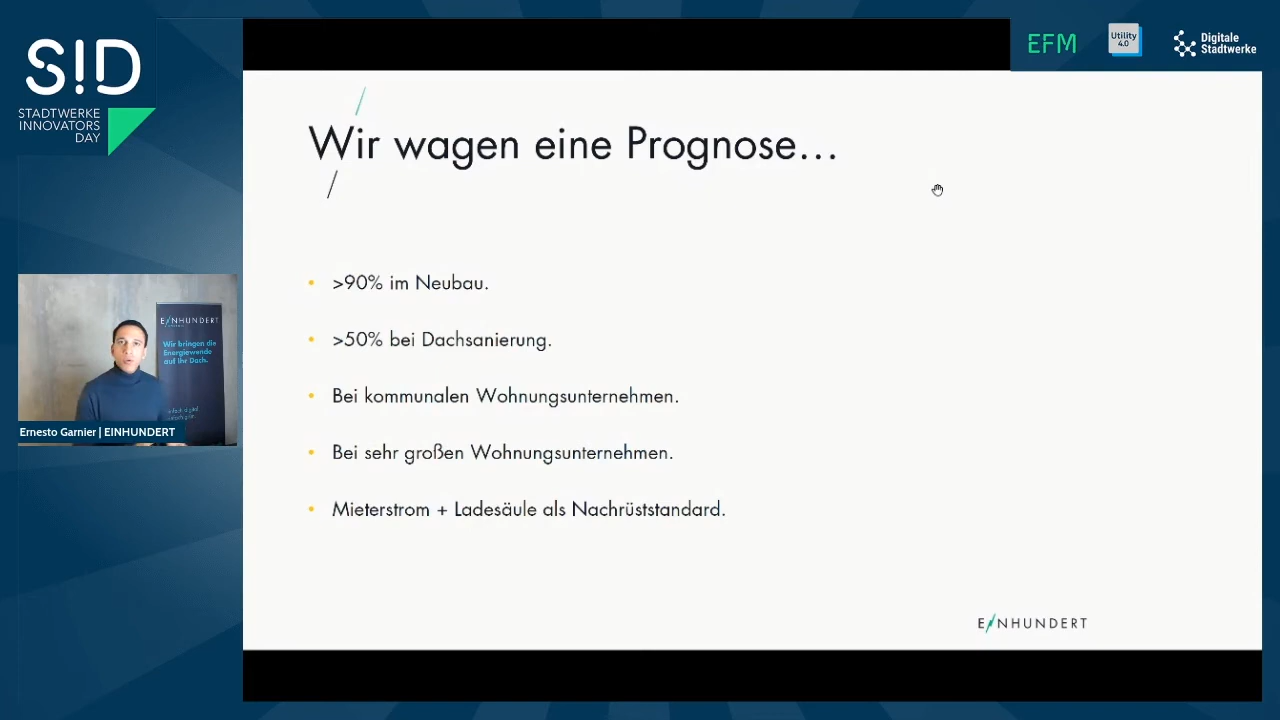 S!D
STADTWERKE
INNOVATORS
DAY
EFM
Utility
4.0
Digitale
Stadtwerke
Wir wagen eine Prognose...
>90% im Neubau.
>50% bei Dachsanierung.
Bei kommunalen Wohnungsunternehmen.
Bei sehr großen Wohnungsunternehmen.
Mieterstrom + Ladesäule als Nachrüststandard.
EINHUNDERT
EINHUNDERT
Wir bringen die
Energiewende
auf Ihr Dach.
Ernesto Garnier | EINHUNDERT